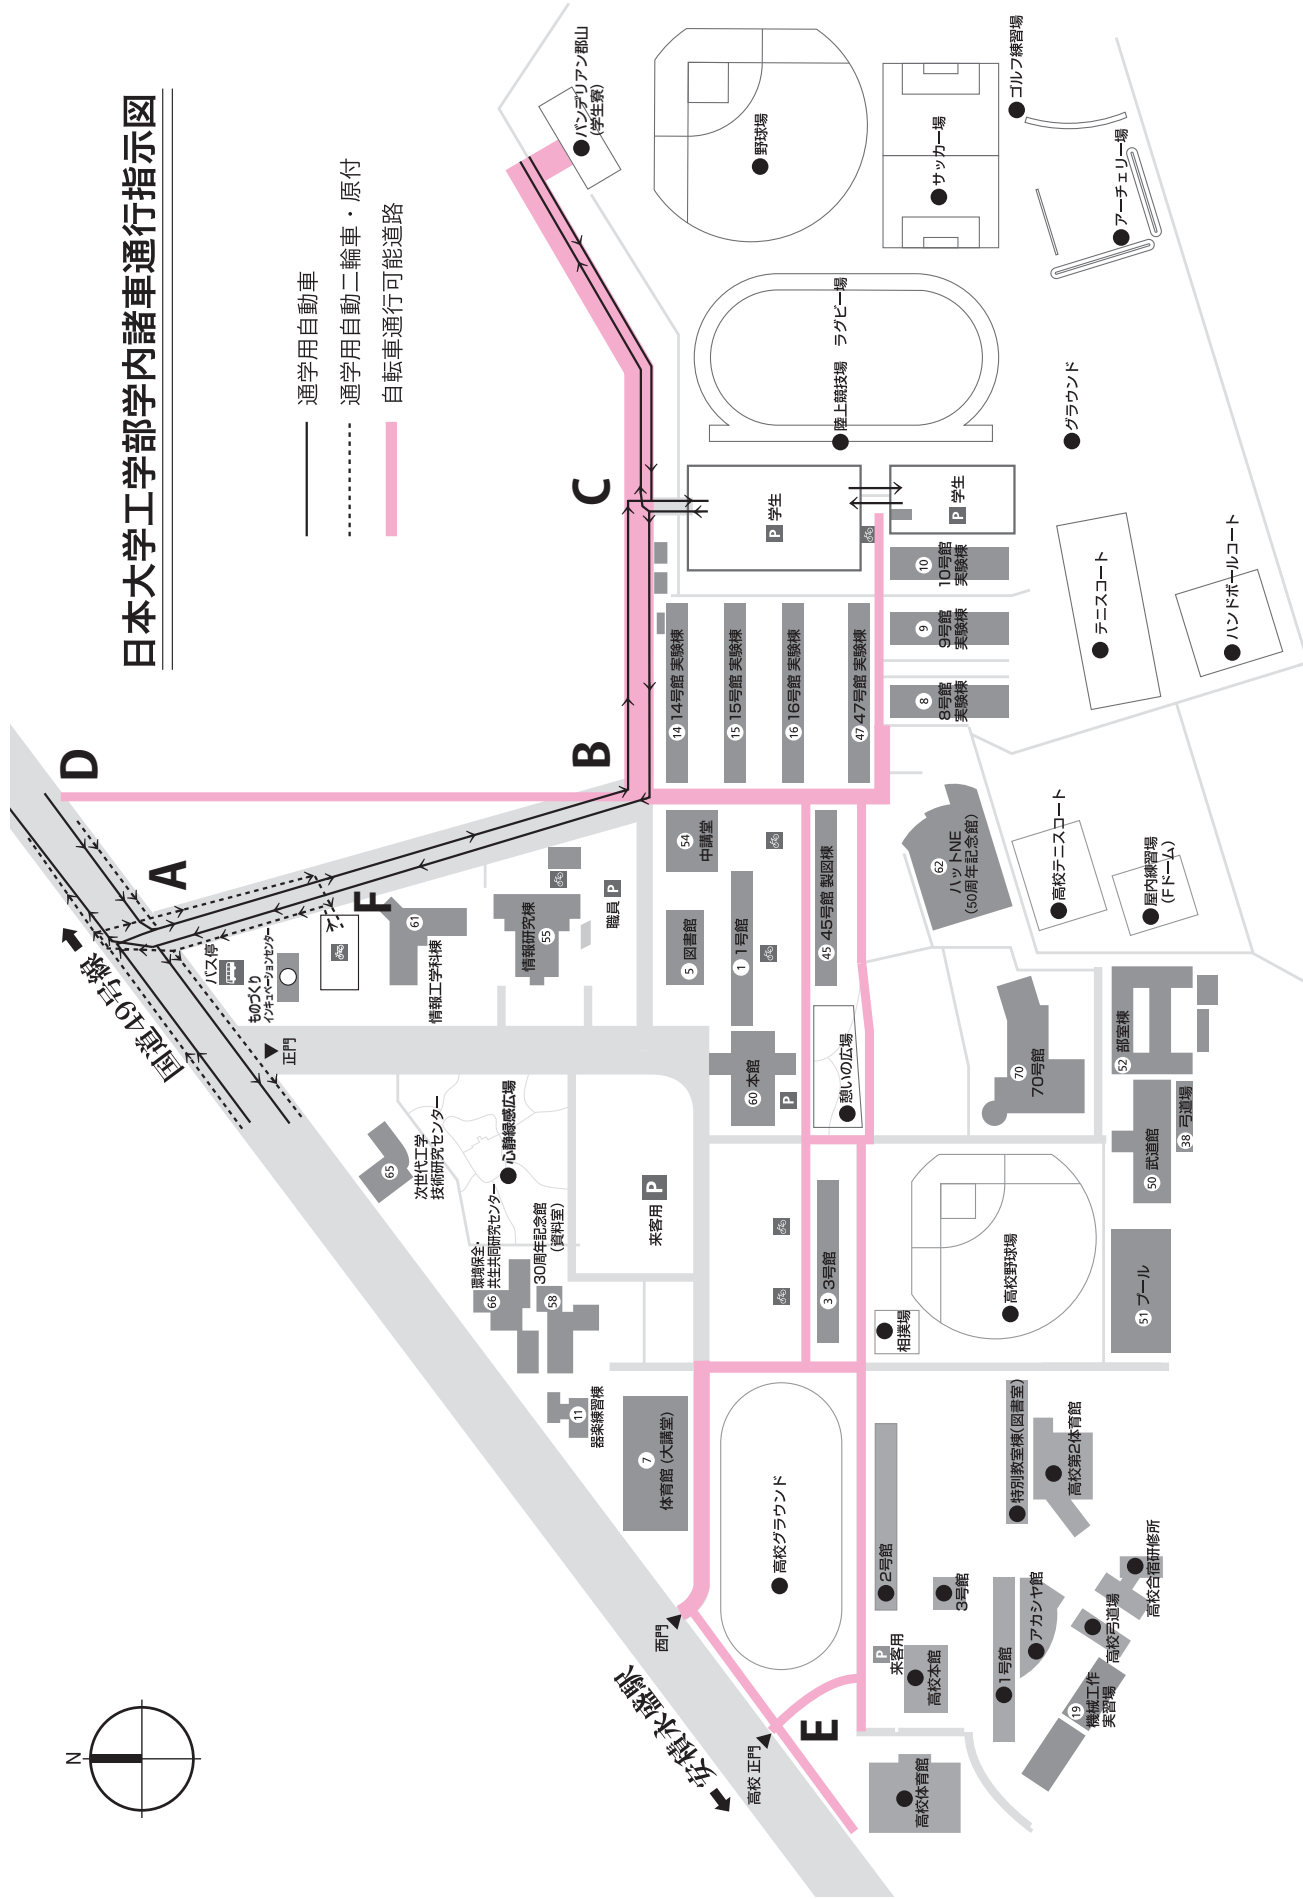 日本大学工学部学内諸車通行指示図
通学用自動車
通学用自動二輪車・原付
自転車通行可能道路
N
D
A
B
C
F
E
国道49号線
安積永盛駅
バス停
ものづくり
インキュベーションセンター
正門
61
情報工学科棟
情報研究棟
55
職員 P
バンデリアン郡山
(学生寮)
野球場
サッカー場
ゴルフ練習場
アーチェリー場
陸上競技場 ラグビー場
グラウンド
P 学生
P 学生
14 14号館 実験棟
15 15号館 実験棟
16 16号館 実験棟
47 47号館 実験棟
10
10号館
実験棟
9
9号館
実験棟
8
8号館
実験棟
テニスコート
ハンドボールコート
54
中講堂
5 図書館
1 1号館
45 45号館 製図棟
62
ハットNE
(50周年記念館)
高校テニスコート
屋内練習場
(Fドーム)
60 本館
P
憩いの広場
70
70号館
52 部室棟
50 武道館
38 弓道場
51 プール
65
次世代工学
技術研究センター
心静緑感広場
環境保全・
共生共同研究センター
66
30周年記念館
(資料室)
58
来客用 P
3 3号館
相撲場
高校野球場
11
器楽練習棟
7
体育館 (大講堂)
高校グラウンド
西門
高校 正門
2号館
3号館
P
来客用
高校本館
1号館
アカシヤ館
特別教室棟(図書室)
高校第2体育館
高校合宿研修所
高校弓道場
19
機械工作
実習場
高校体育館